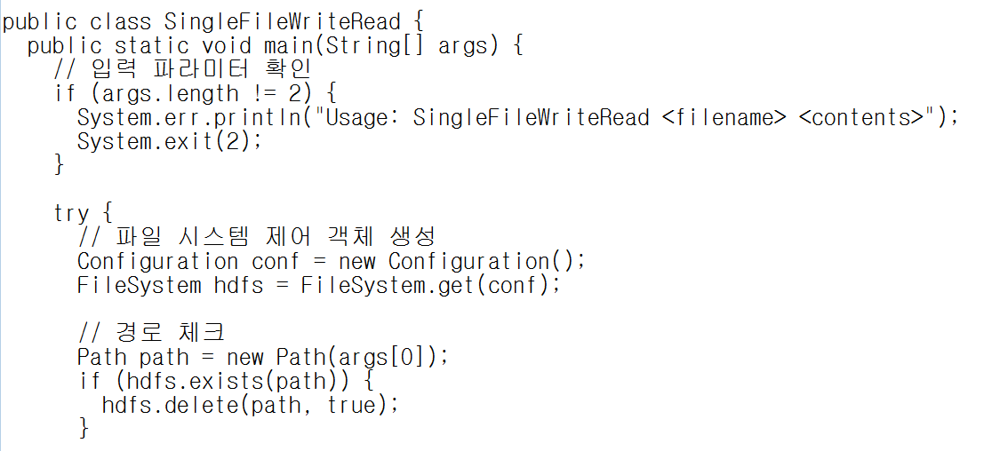 public class SingleFileWriteRead {
  public static void main(String[] args) {
    // 입력 파라미터 확인
    if (args.length != 2) {
      System.err.println("Usage: SingleFileWriteRead <filename> <contents>");
      System.exit(2);
    }

    try {
      // 파일 시스템 제어 객체 생성
      Configuration conf = new Configuration();
      FileSystem hdfs = FileSystem.get(conf);

      // 경로 체크
      Path path = new Path(args[0]);
      if (hdfs.exists(path)) {
        hdfs.delete(path, true);
      }